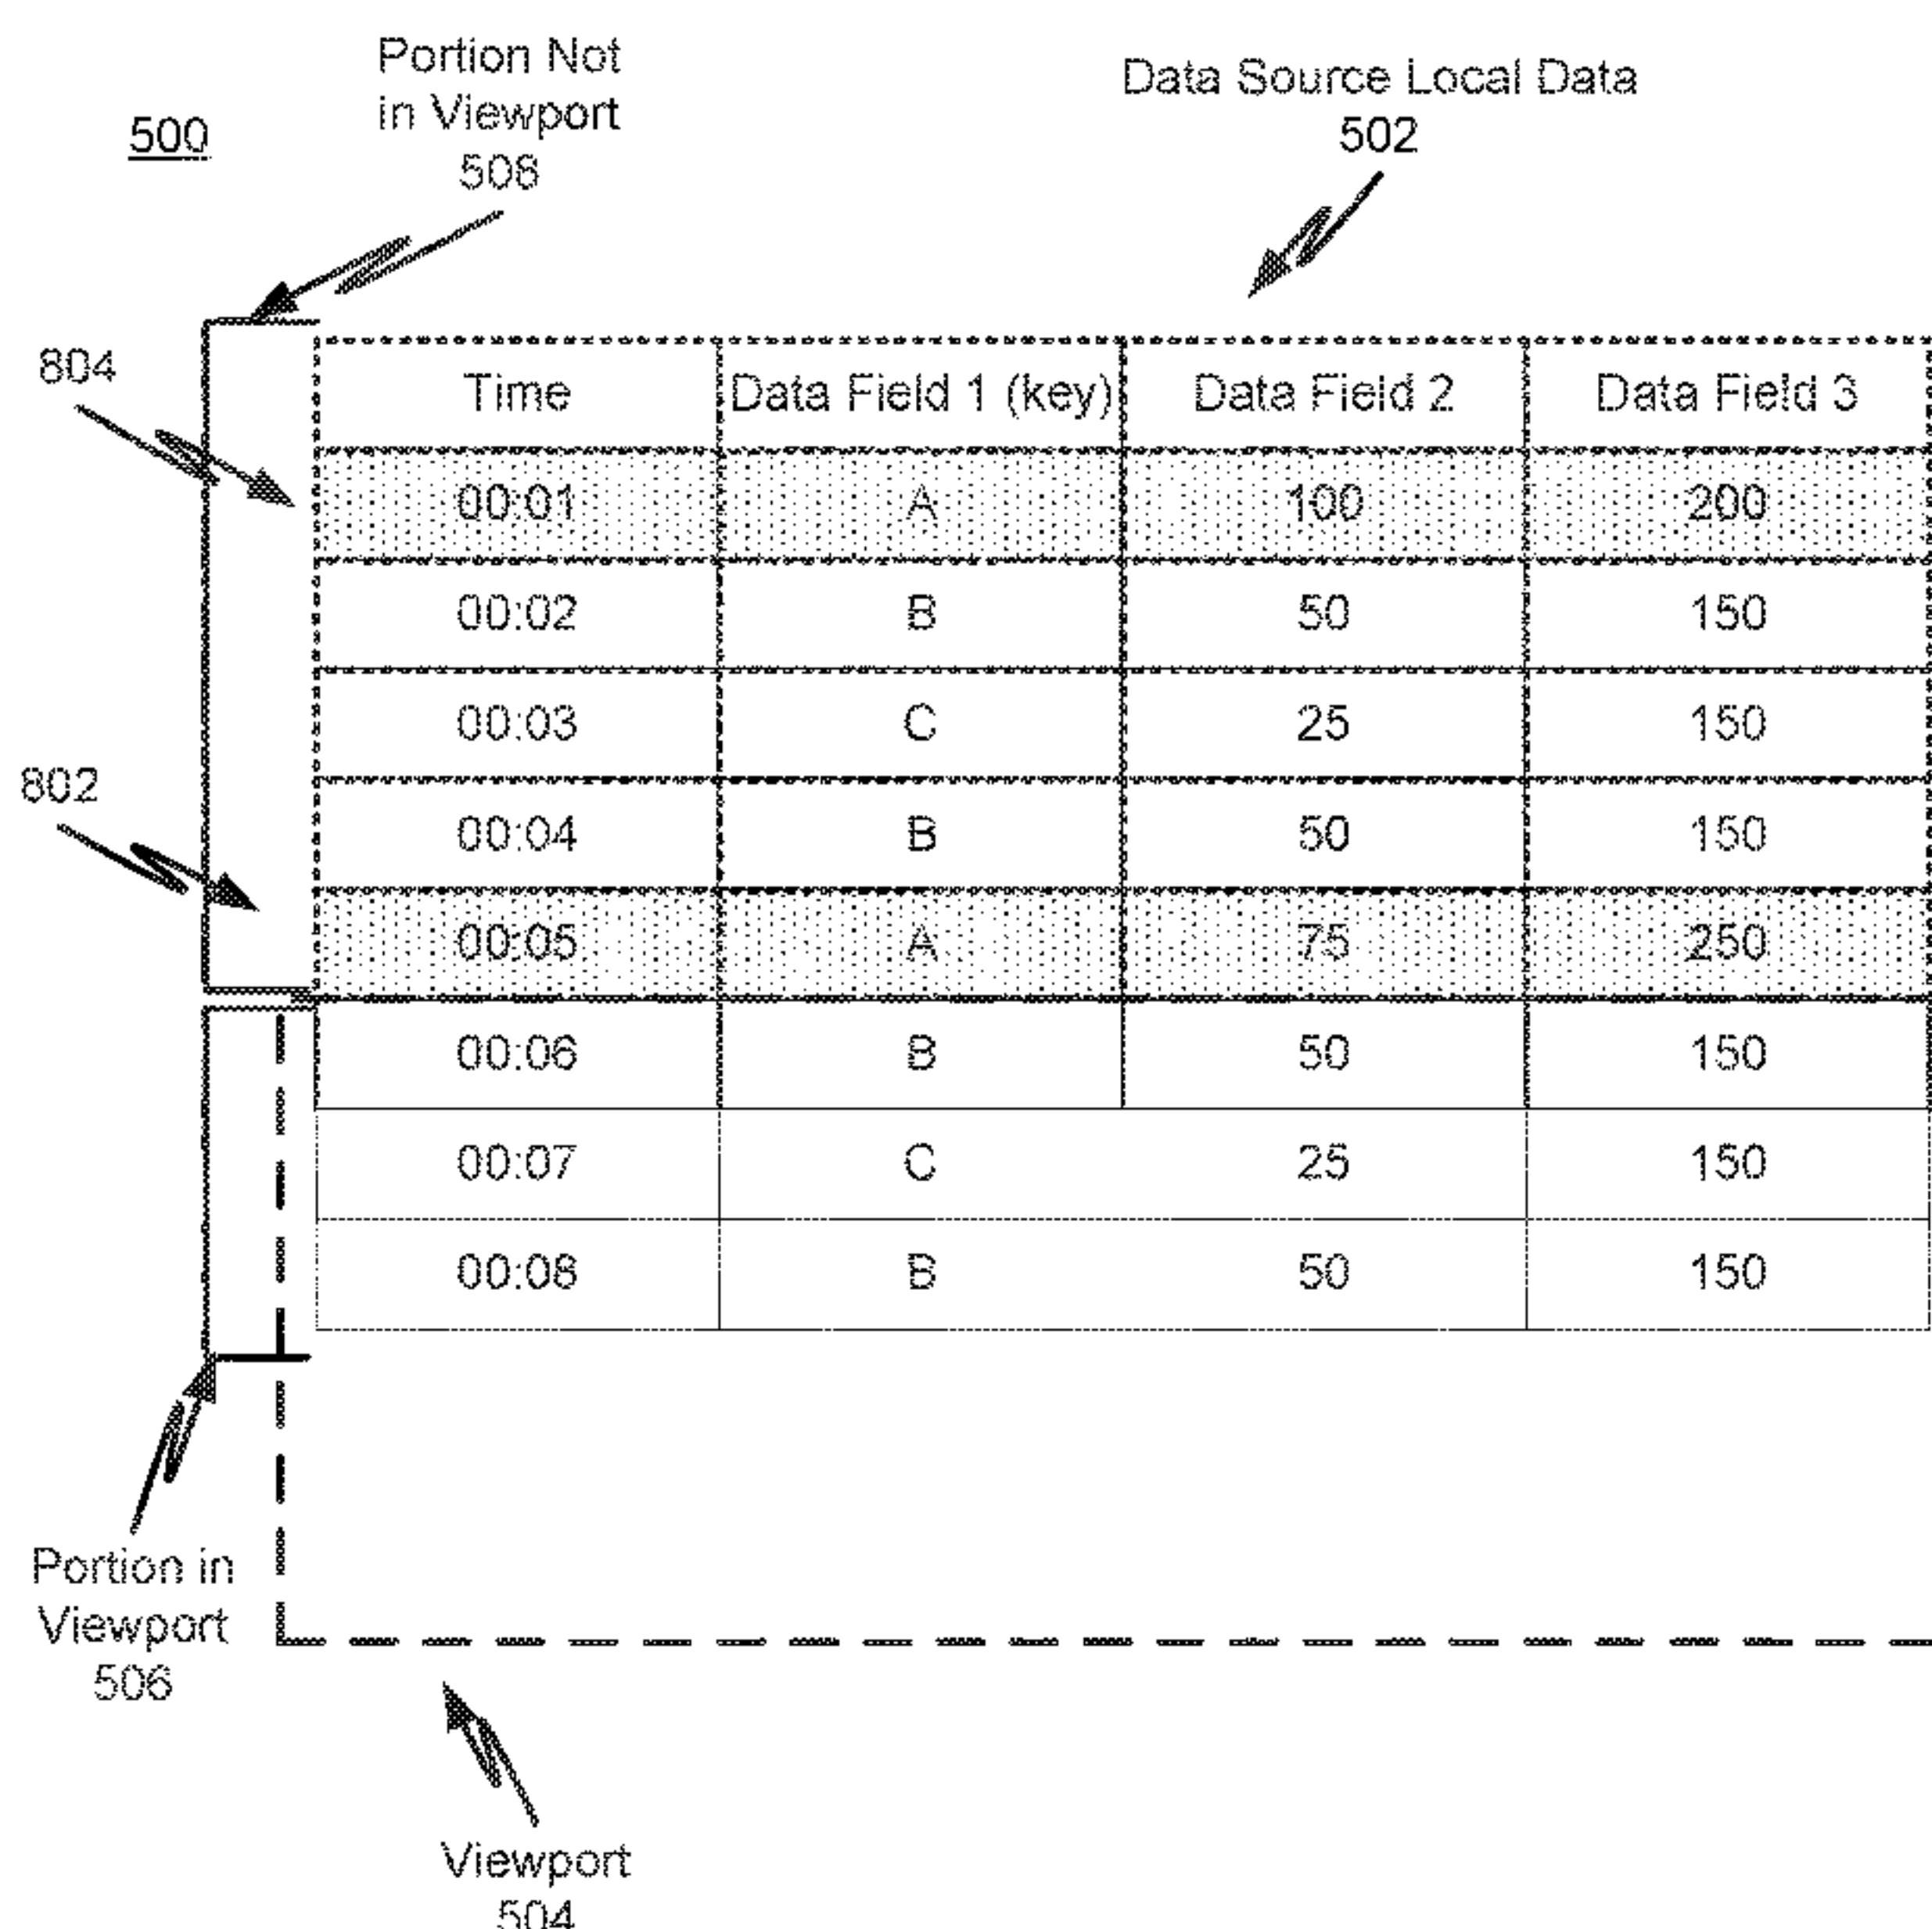 Portion Not
in Viewport
508
Data Source Local Data
502
500
804
802
Time Data Field 1 (key) Data Field 2 Data Field 3
00:01 A 100 200
00:02 B 50 150
00:03 C 25 150
00:04 B 50 150
00:05 A 75 250
00:06 B 50 150
00:07 C 25 150
00:08 B 50 150
Portion in
Viewport
506
Viewport
504